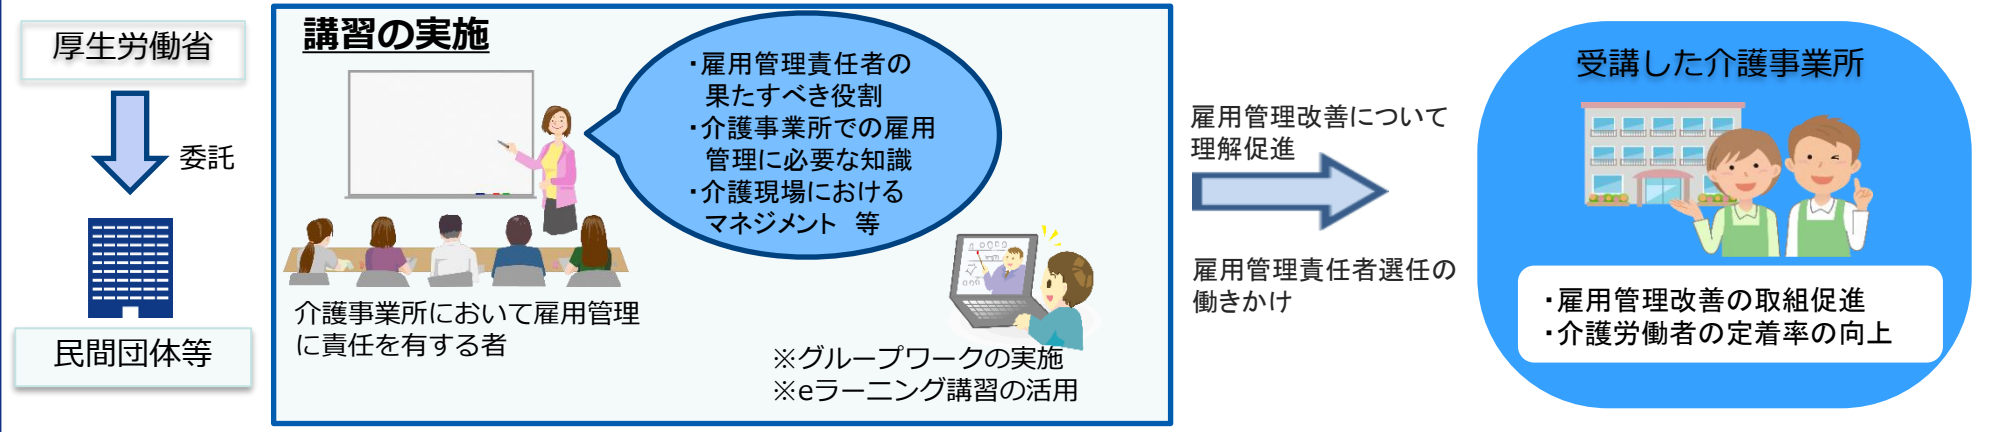 厚生労働省
委託
民間団体等
講習の実施
・雇用管理責任者の
果たすべき役割
・介護事業所での雇用
管理に必要な知識
・介護現場における
マネジメント　等
介護事業所において雇用管理
に責任を有する者
※グループワークの実施
※eラーニング講習の活用
雇用管理改善について
理解促進
雇用管理責任者選任の
働きかけ
受講した介護事業所
・雇用管理改善の取組促進
・介護労働者の定着率の向上